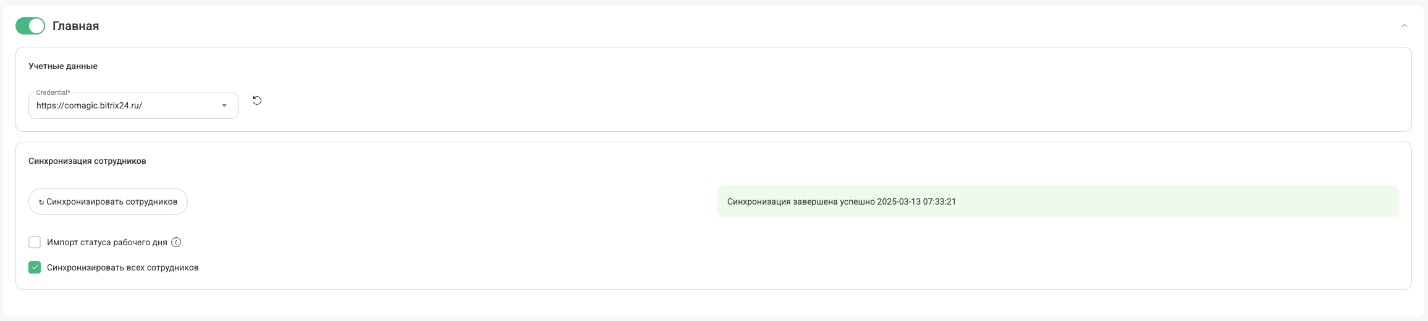 Главная
Учетные данные
Credential*
https://comagic.bitrix24.ru/
Синхронизация сотрудников
↻ Синхронизировать сотрудников
Синхронизация завершена успешно 2025-03-13 07:33:21
Импорт статуса рабочего дня
Синхронизировать всех сотрудников